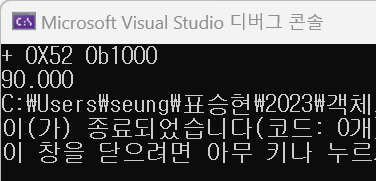 Microsoft Visual Studio 디버그 콘솔
+ 0X52 0b1000
90.000
C:\Users\seung\표승현\2023\객체
이(가) 종료되었습니다(코드: 0개
이 창을 닫으려면 아무 키나 누르